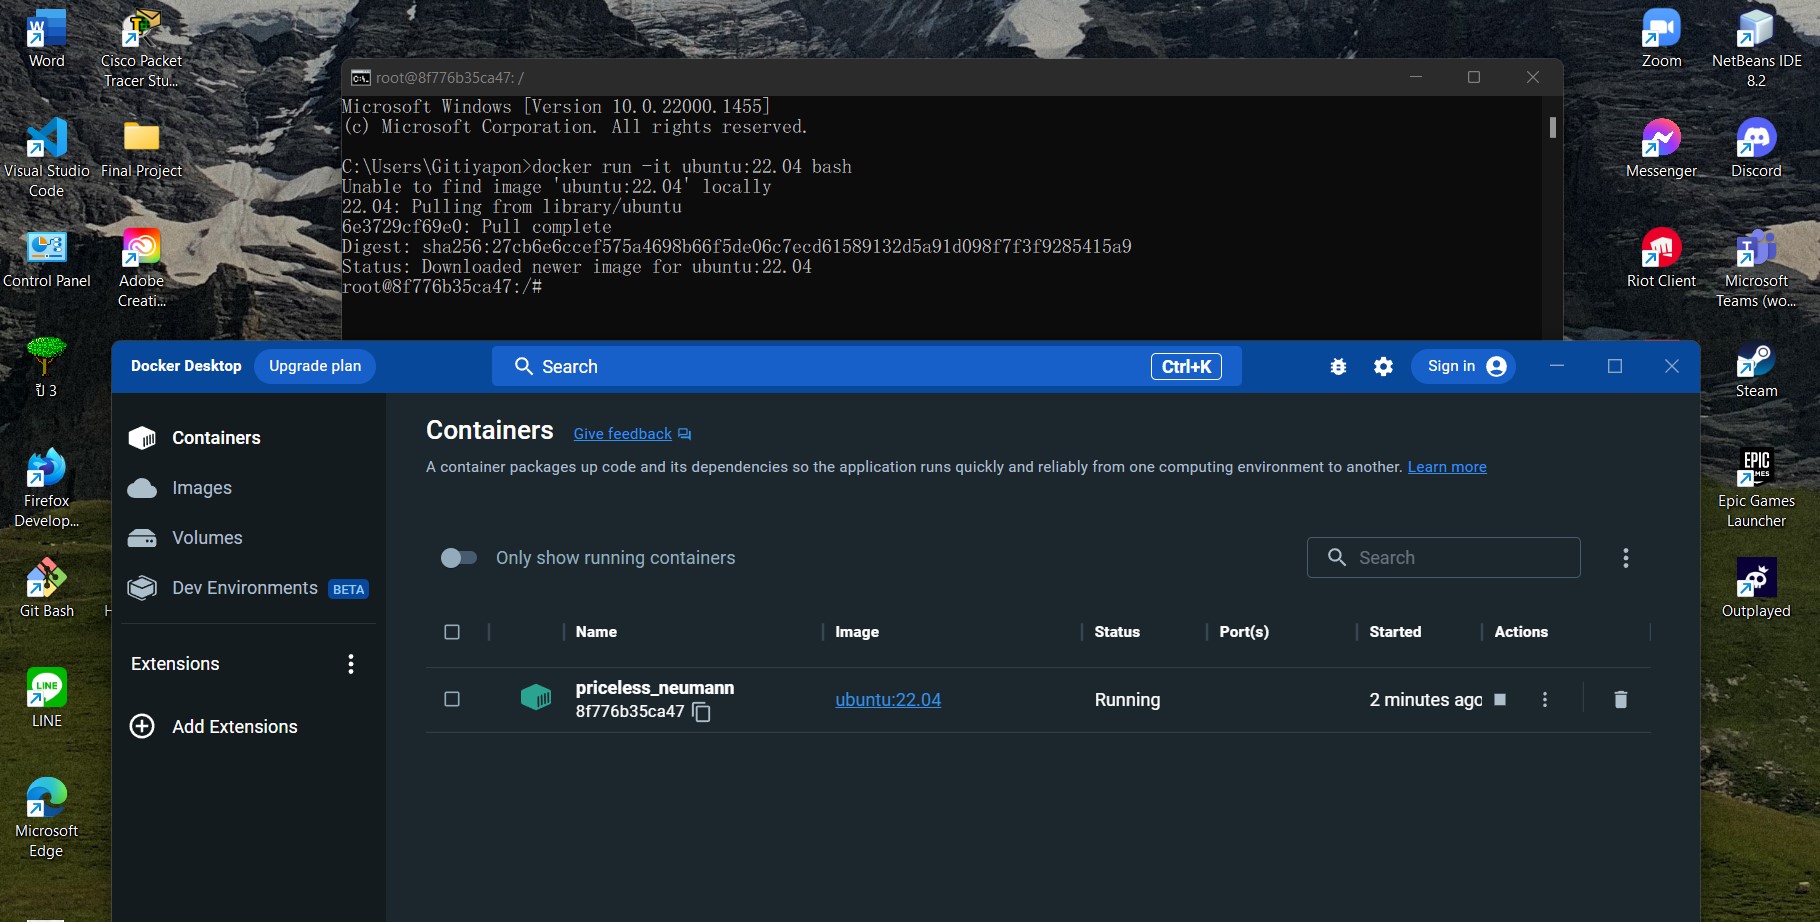 Word
Cisco Packet
Tracer Stu...
Visual Studio
Code
Final Project
Control Panel
Adobe
Creati...
ปี 3
Firefox
Develop...
Git Bash
H
LINE
LINE
Microsoft
Edge
root@8f776b35ca47: /
Microsoft Windows [Version 10.0.22000.1455]
(c) Microsoft Corporation. All rights reserved.
C:\Users\Gitiyapon>docker run -it ubuntu:22.04 bash
Unable to find image 'ubuntu:22.04' locally
22.04: Pulling from library/ubuntu
6e3729cf69e0: Pull complete
Digest: sha256:27cb6e6ccef575a4698b66f5de06c7ecd61589132d5a91d098f7f3f9285415a9
Status: Downloaded newer image for ubuntu:22.04
root@8f776b35ca47:/#
Docker Desktop
Upgrade plan
Search
Ctrl+K
Sign in
Containers
Images
Volumes
Dev Environments BETA
Extensions
Add Extensions
Containers Give feedback
A container packages up code and its dependencies so the application runs quickly and reliably from one computing environment to another. Learn more
Only show running containers
Search
Name Image Status Port(s) Started Actions
priceless_neumann
8f776b35ca47
ubuntu:22.04 Running 2 minutes ago
Zoom
NetBeans IDE
8.2
Messenger
Discord
Riot Client
Microsoft
Teams (wo...
Steam
EPIC
GAMES
Epic Games
Launcher
Outplayed